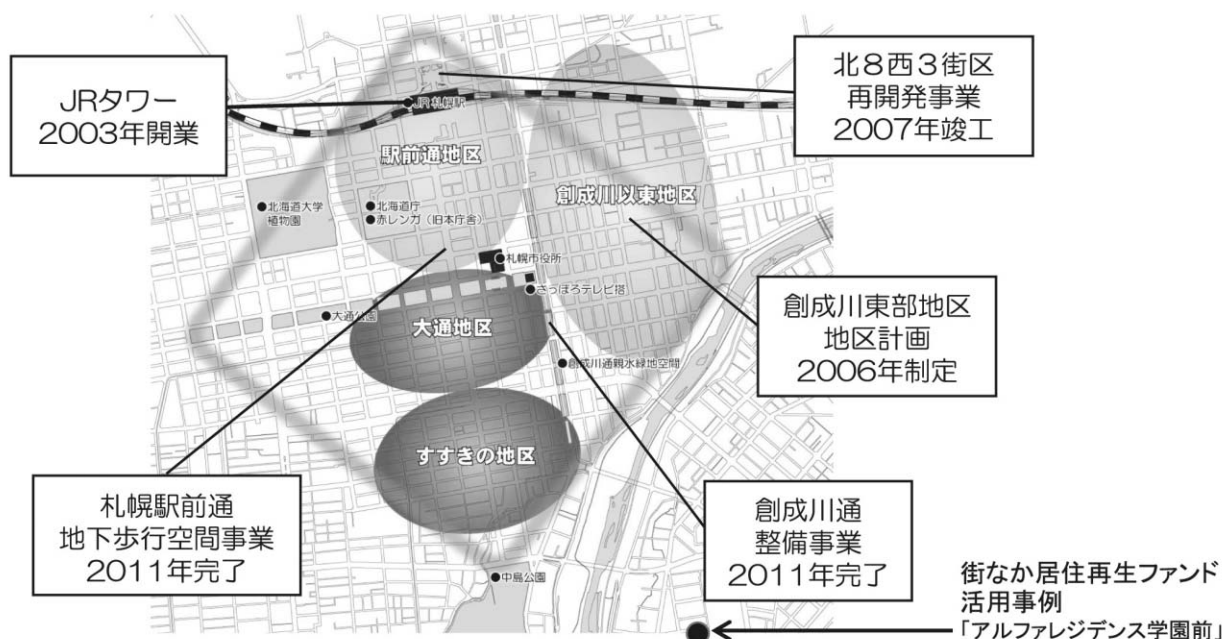 JRタワー
2003年開業
北8西3街区
再開発事業
2007年竣工
JR札幌駅
駅前通地区
創成川以東地区
北海道大学
植物園
北海道庁
赤レンガ（旧本庁舎）
札幌市役所
さっぽろテレビ塔
大通公園
大通地区
創成川東部地区
地区計画
2006年制定
創成川通親水緑地空間
すすきの地区
札幌駅前通
地下歩行空間事業
2011年完了
創成川通
整備事業
2011年完了
中島公園
街なか居住再生ファンド
活用事例
「アルファレジデンス学園前」